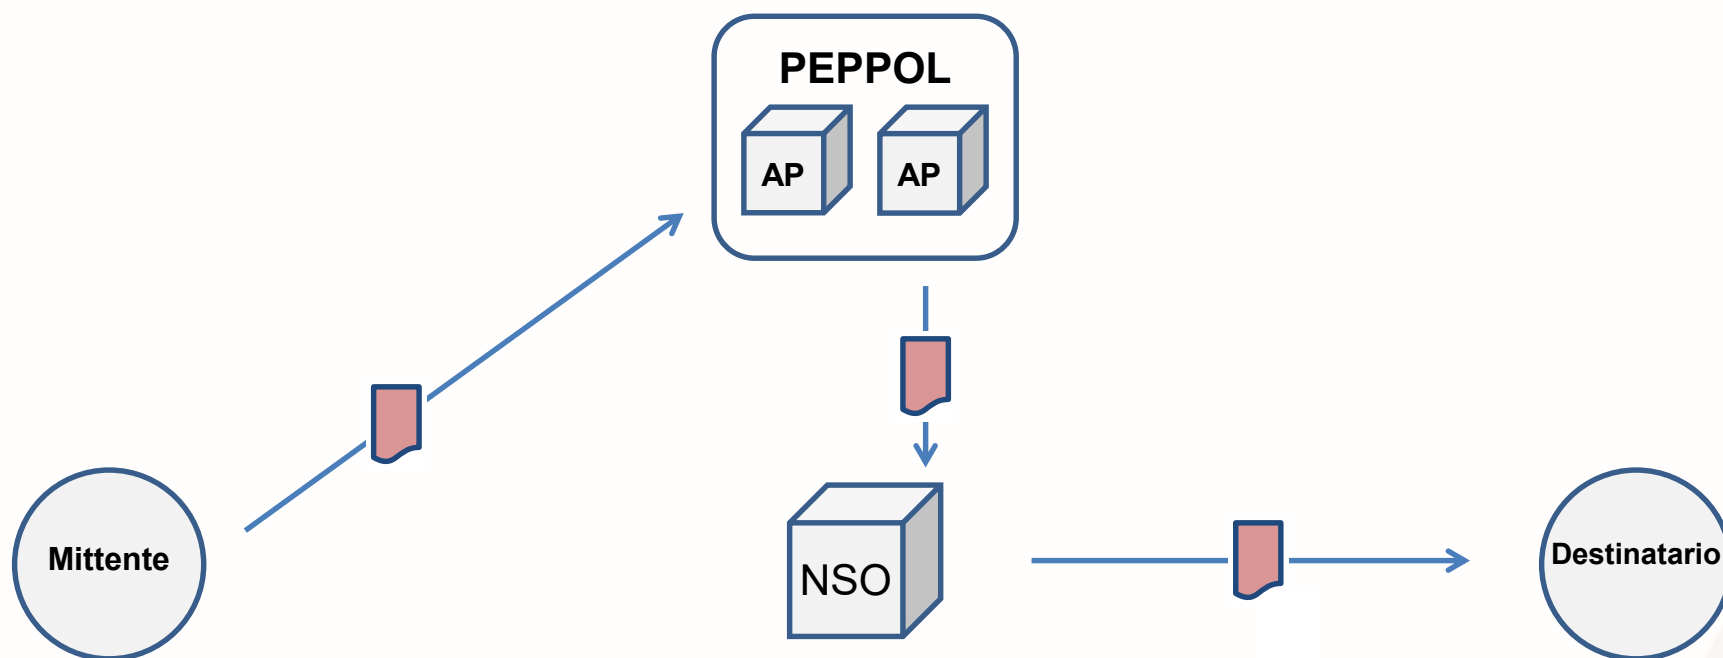 PEPPOL
AP
AP
Mittente
NSO
Destinatario